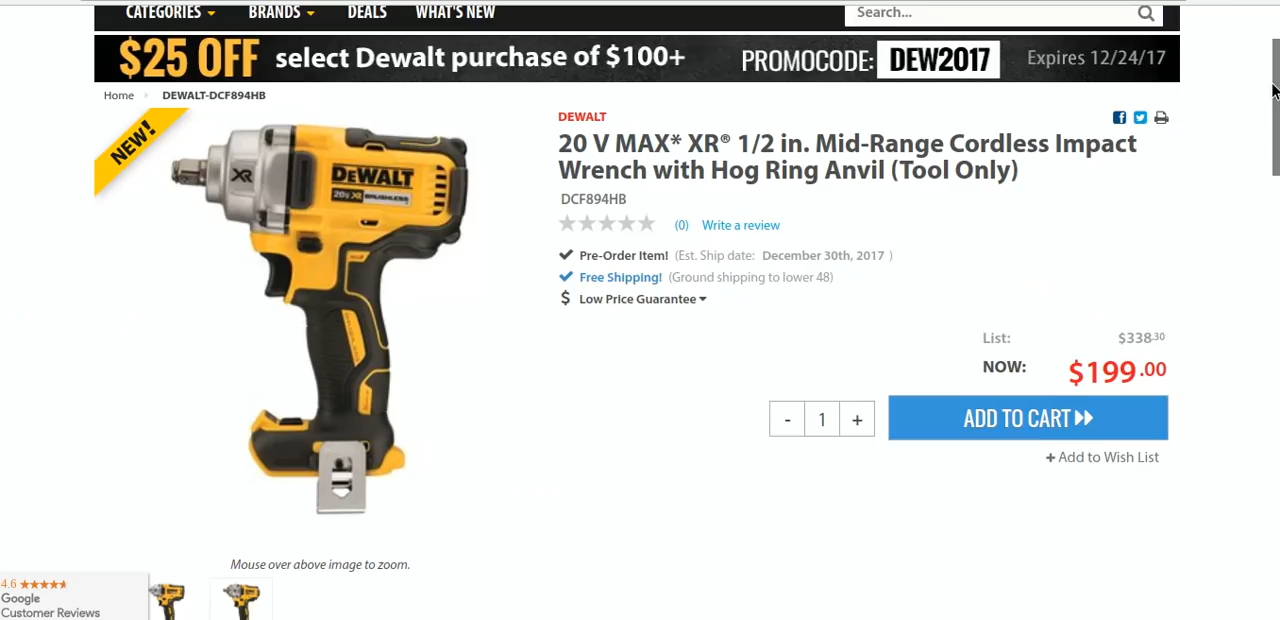 CATEGORIES BRANDS DEALS WHAT'S NEW Search...
$25 OFF select Dewalt purchase of $100+ PROMOCODE: DEW2017 Expires 12/24/17
Home DEWALT-DCF894HB
NEW!
XR
DEWALT
20V XR BRUSHLESS
DEWALT
20 V MAX* XR® 1/2 in. Mid-Range Cordless Impact
Wrench with Hog Ring Anvil (Tool Only)
DCF894HB
(0) Write a review
Pre-Order Item! (Est. Ship date: December 30th, 2017 )
Free Shipping! (Ground shipping to lower 48)
$ Low Price Guarantee
List: $338.30
NOW: $199.00
- 1 + ADD TO CART
+ Add to Wish List
Mouse over above image to zoom.
4.6
Google
Customer Reviews